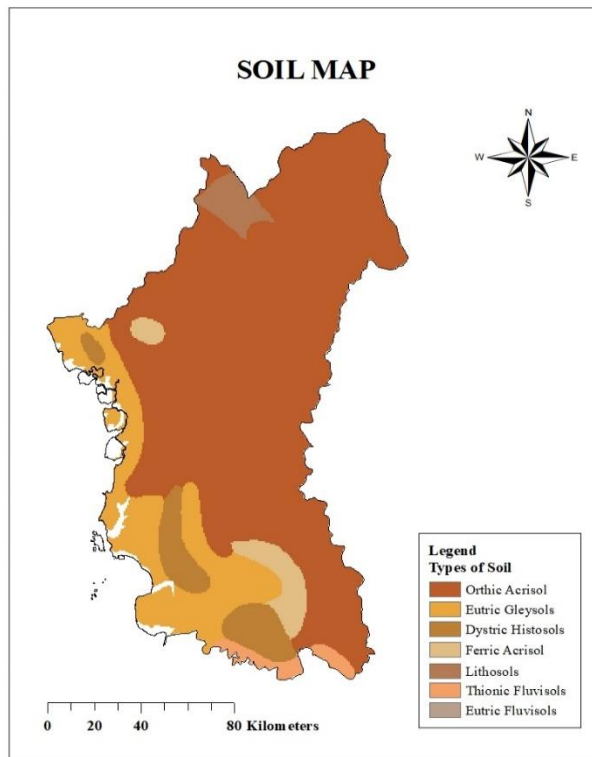 SOIL MAP
N
W E
S
Legend
Types of Soil
Orthic Acrisol
Eutric Gleysols
Dystric Histosols
Ferric Acrisol
Lithosols
Thionic Fluvisols
Eutric Fluvisols
0 20 40 80 Kilometers